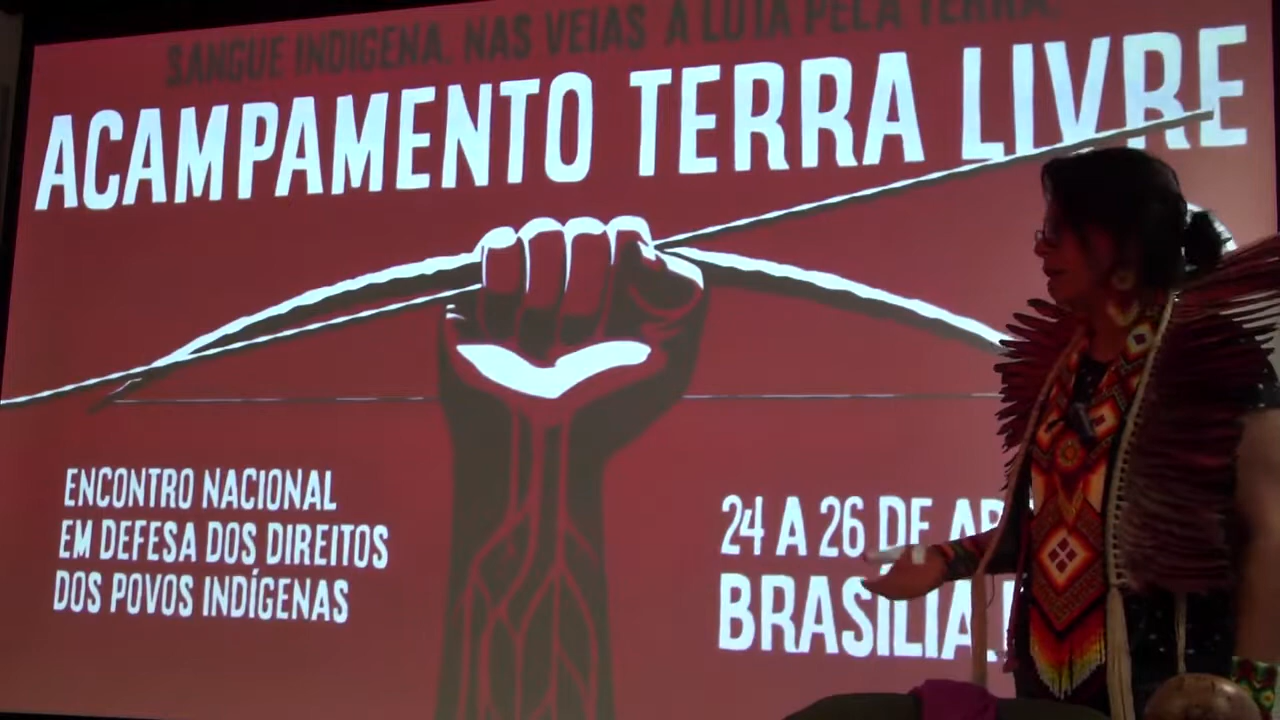 SANGUE INDÍGENA. NAS VEIAS A LUTA PELA TERRA.
ACAMPAMENTO TERRA LIVRE
ENCONTRO NACIONAL
EM DEFESA DOS DIREITOS
DOS POVOS INDÍGENAS
24 A 26 DE
BRASÍLIA